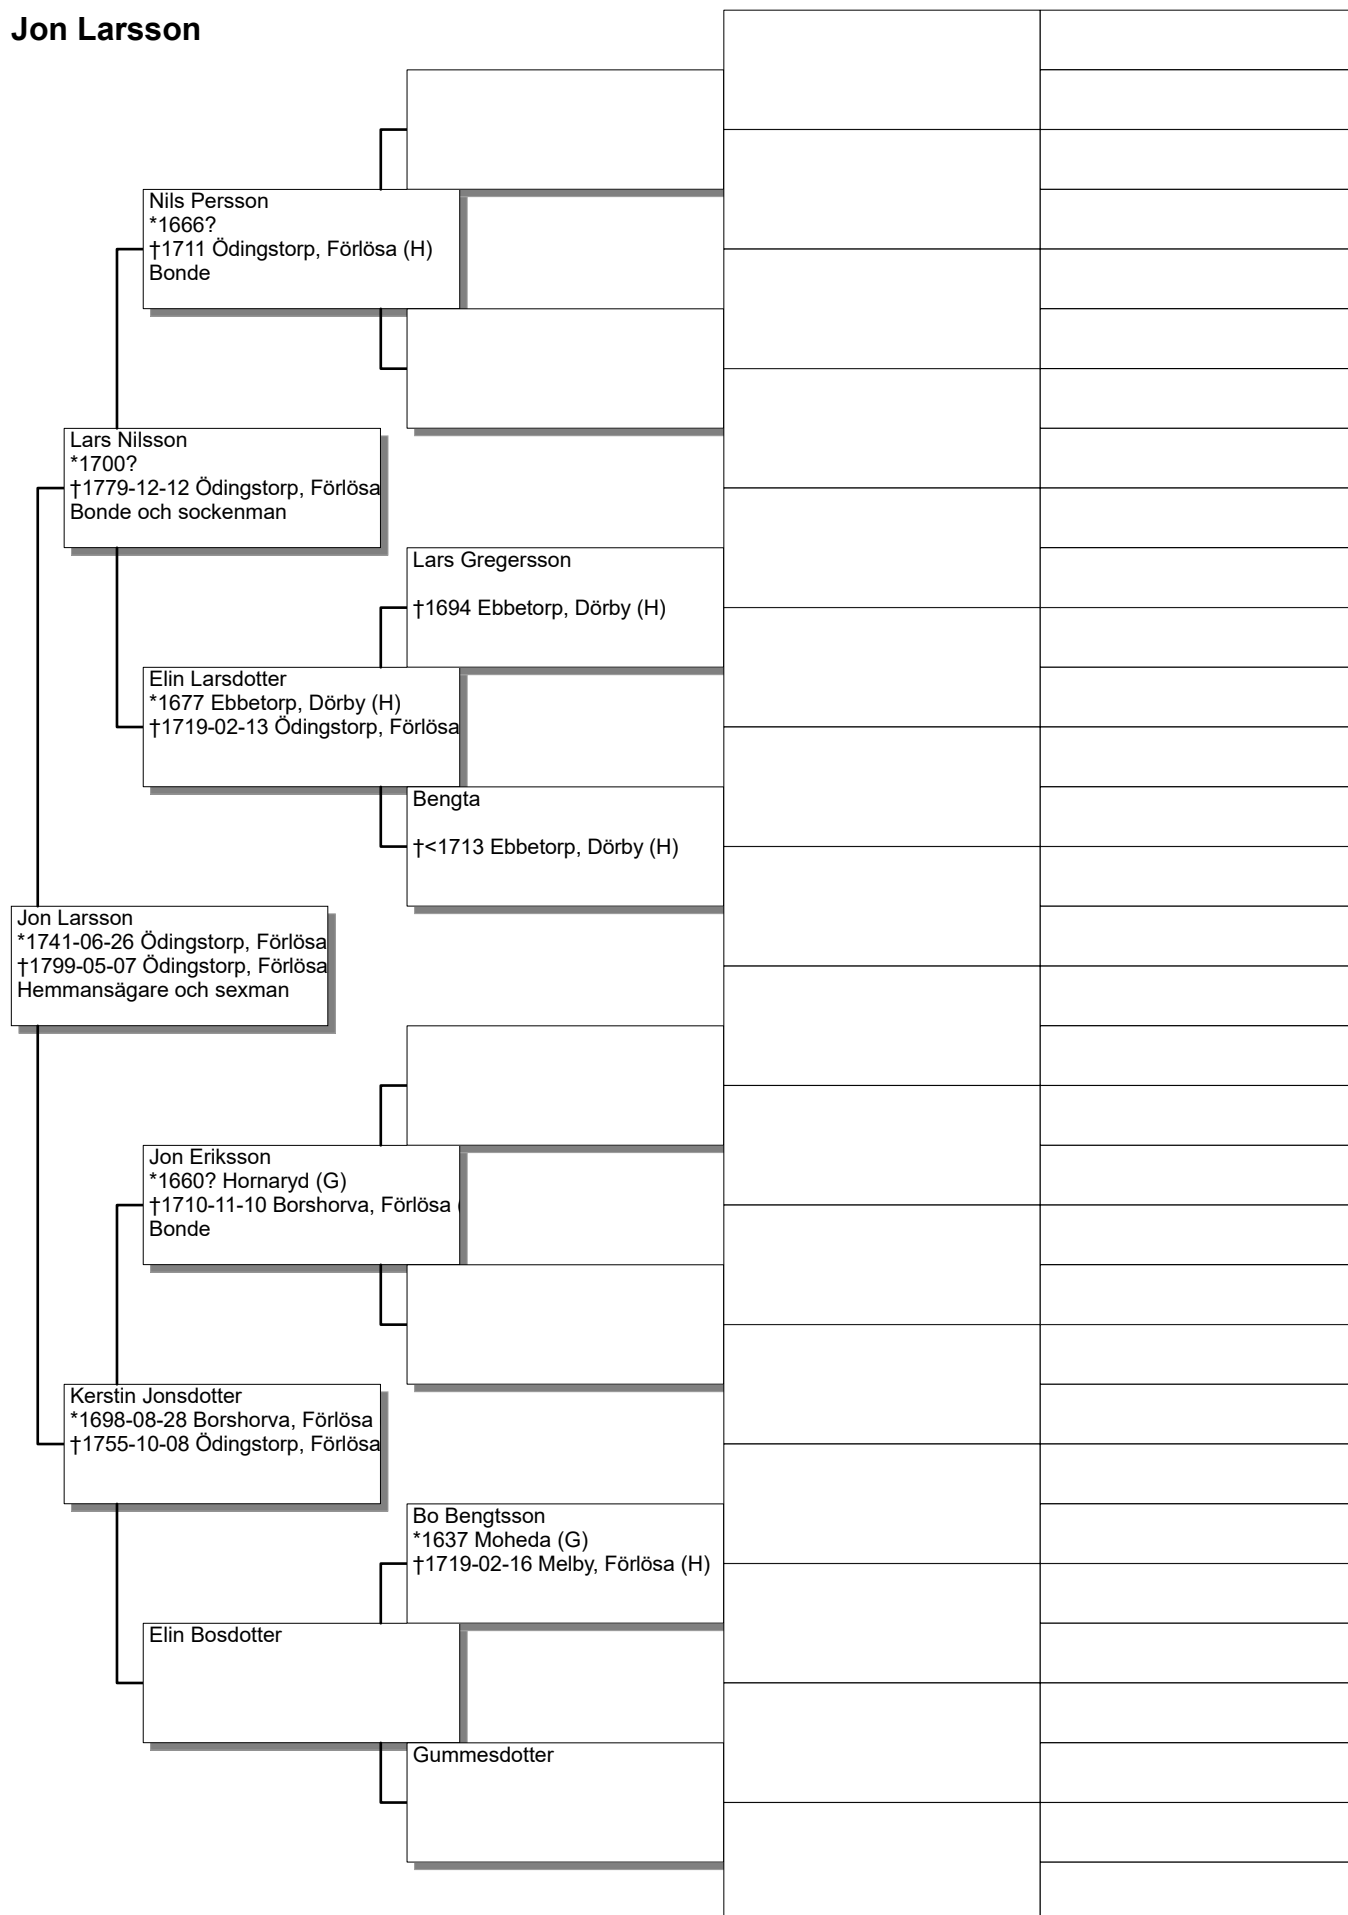 Jon Larsson
Nils Persson
*1666?
†1711 Ödingstorp, Förlösa (H)
Bonde
Lars Nilsson
*1700?
†1779-12-12 Ödingstorp, Förlösa
Bonde och sockenman
Lars Gregersson
†1694 Ebbetorp, Dörby (H)
Elin Larsdotter
*1677 Ebbetorp, Dörby (H)
†1719-02-13 Ödingstorp, Förlösa
Bengta
†<1713 Ebbetorp, Dörby (H)
Jon Larsson
*1741-06-26 Ödingstorp, Förlösa
†1799-05-07 Ödingstorp, Förlösa
Hemmansägare och sexman
Jon Eriksson
*1660? Hornaryd (G)
†1710-11-10 Borshorva, Förlösa (
Bonde
Kerstin Jonsdotter
*1698-08-28 Borshorva, Förlösa
†1755-10-08 Ödingstorp, Förlösa
Bo Bengtsson
*1637 Moheda (G)
†1719-02-16 Melby, Förlösa (H)
Elin Bosdotter
Gummesdotter